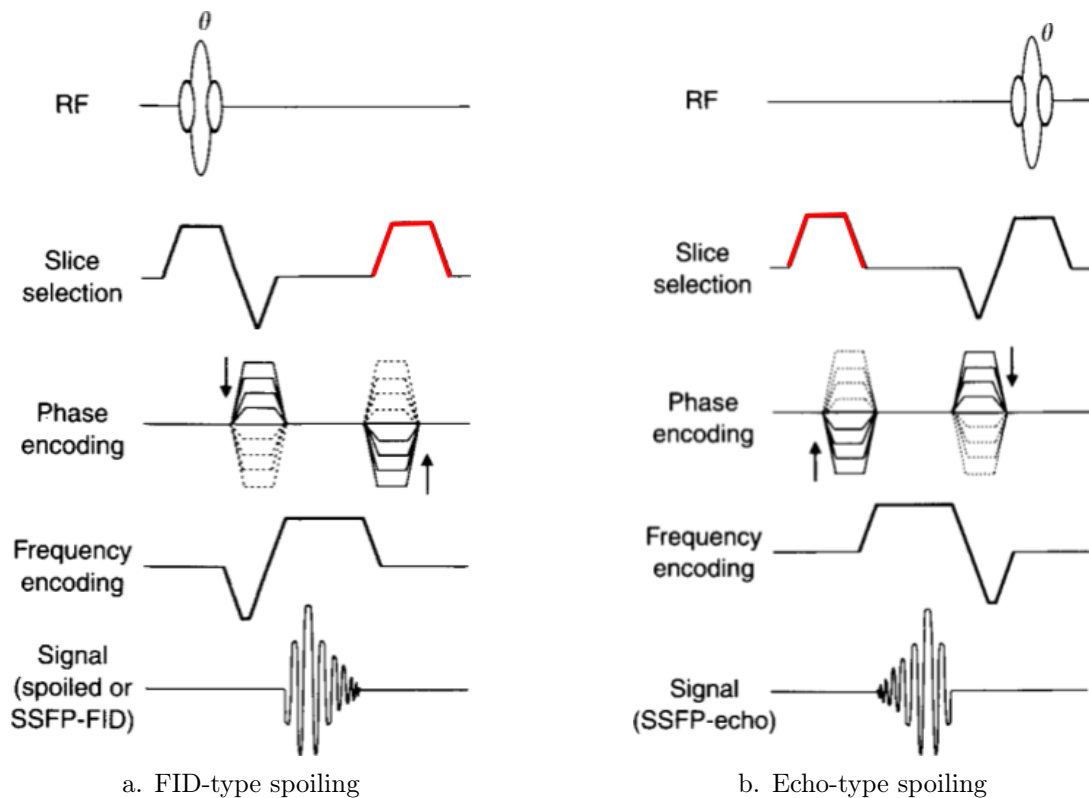 θ
RF
Slice
selection
Phase
encoding
Frequency
encoding
Signal
(spoiled or
SSFP-FID)
a. FID-type spoiling
θ
RF
Slice
selection
Phase
encoding
Frequency
encoding
Signal
(SSFP-echo)
b. Echo-type spoiling